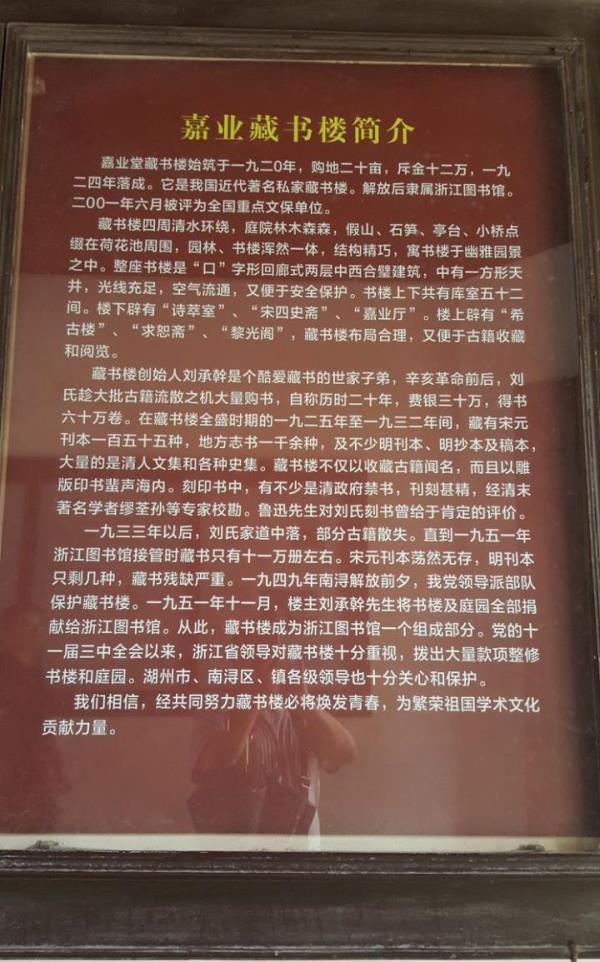 嘉业藏书楼简介
嘉业堂藏书楼始筑于一九二〇年，购地二十亩，斥金十二万，一九
二四年落成。它是我国近代著名私家藏书楼。解放后隶属浙江图书馆。
二〇〇一年六月被评为全国重点文保单位。
藏书楼四周清水环绕，庭院林木森森，假山、石笋、亭台、小桥点
缀在荷花池周围，园林、书楼浑然一体，结构精巧，寓书楼于幽雅园景
之中。整座书楼是“口”字形回廊式两层中西合璧建筑，中有一方形天
井，光线充足，空气流通，又便于安全保护。书楼上下共有库室五十二
间。楼下辟有“诗萃室”、“宋四史斋”、“嘉业厅”。楼上辟有“希
古楼”、“求恕斋”、“黎光阁”，藏书楼布局合理，又便于古籍收藏
和阅览。
藏书楼创始人刘承幹是个酷爱藏书的世家子弟，辛亥革命前后，刘
氏趁大批古籍流散之机大量购书，自称历时二十年，费银三十万，得书
六十万卷。在藏书楼全盛时期的一九二五年至一九三二年间，藏有宋元
刊本一百五十五种，地方志书一千余种，及不少明刊本、明抄本及稿本，
大量的是清人文集和各种史集。藏书楼不仅以收藏古籍闻名，而且以雕
版印书蜚声海内。刻印书中，有不少是清政府禁书，刊刻甚精，经清末
著名学者缪荃孙等专家校勘。鲁迅先生对刘氏刻书曾给于肯定的评价。
一九三三年以后，刘氏家道中落，部分古籍散失。直到一九五一年
浙江图书馆接管时藏书只有十一万册左右。宋元刊本荡然无存，明刊本
只剩几种，藏书残缺严重。一九四九年南浔解放前夕，我党领导派部队
保护藏书楼。一九五一年十一月，楼主刘承幹先生将书楼及庭园全部捐
献给浙江图书馆。从此，藏书楼成为浙江图书馆一个组成部分。党的十
一届三中全会以来，浙江省领导对藏书楼十分重视，拨出大量款项整修
书楼和庭园。湖州市、南浔区、镇各级领导也十分关心和保护。
我们相信，经共同努力藏书楼必将焕发青春，为繁荣祖国学术文化
贡献力量。